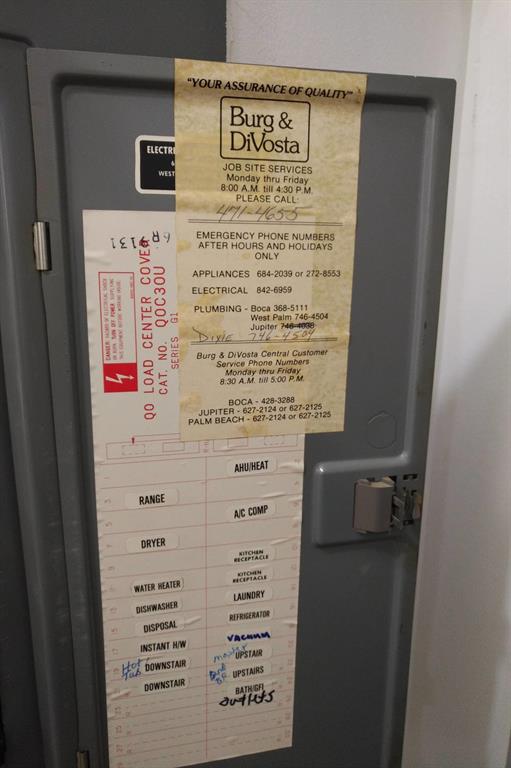 "YOUR ASSURANCE OF QUALITY"
Burg &
DiVosta
JOB SITE SERVICES
Monday thru Friday
8:00 A.M. till 4:30 P.M.
PLEASE CALL:
471-4655
EMERGENCY PHONE NUMBERS
AFTER HOURS AND HOLIDAYS
ONLY
APPLIANCES 684-2039 or 272-8553
ELECTRICAL 842-6959
PLUMBING - Boca 368-5111
West Palm 746-4504
Jupiter 746-4038
DIXIE 746-4504
Burg & DiVosta Central Customer
Service Phone Numbers
Monday thru Friday
8:30 A.M. till 5:00 P.M.
BOCA - 428-3288
JUPITER - 627-2124 or 627-2125
PALM BEACH - 627-2124 or 627-2125
ELECTRI
6
WEST
QO LOAD CENTER COVER
CAT. NO. QOC30U
SERIES G1
AHU/HEAT
RANGE
A/C COMP
DRYER
KITCHEN
RECEPTACLE
KITCHEN
RECEPTACLE
WATER HEATER
LAUNDRY
DISHWASHER
REFRIGERATOR
DISPOSAL
VACUUM
INSTANT H/W
Master
Hot Tub
DOWNSTAIR
UPSTAIR
DOWNSTAIR
UPSTAIRS
BATH/GFI
outlets